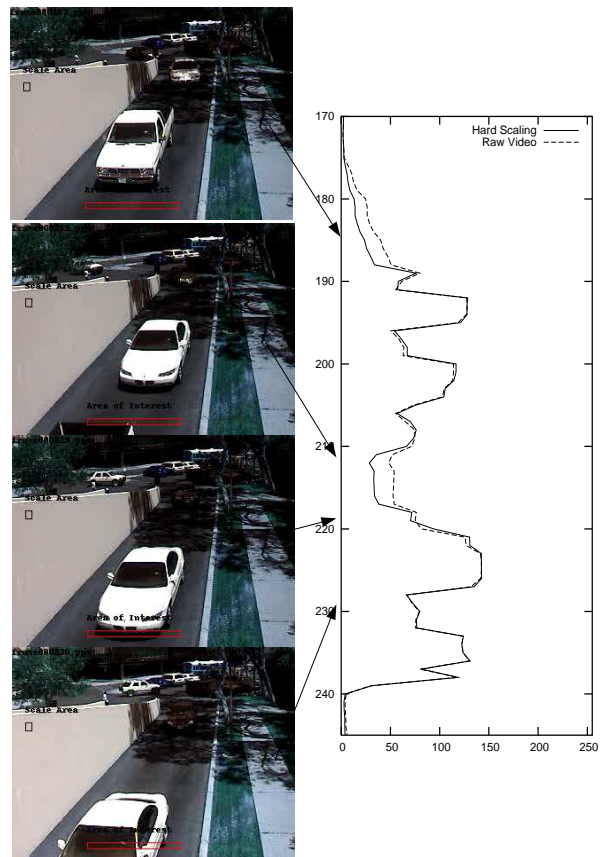 Scale Area
Area of Interest
Scale Area
Area of Interest
Scale Area
Area of Interest
Scale Area
Area of Interest
Hard Scaling
Raw Video
170
180
190
200
210
220
230
240
0 50 100 150 200 250